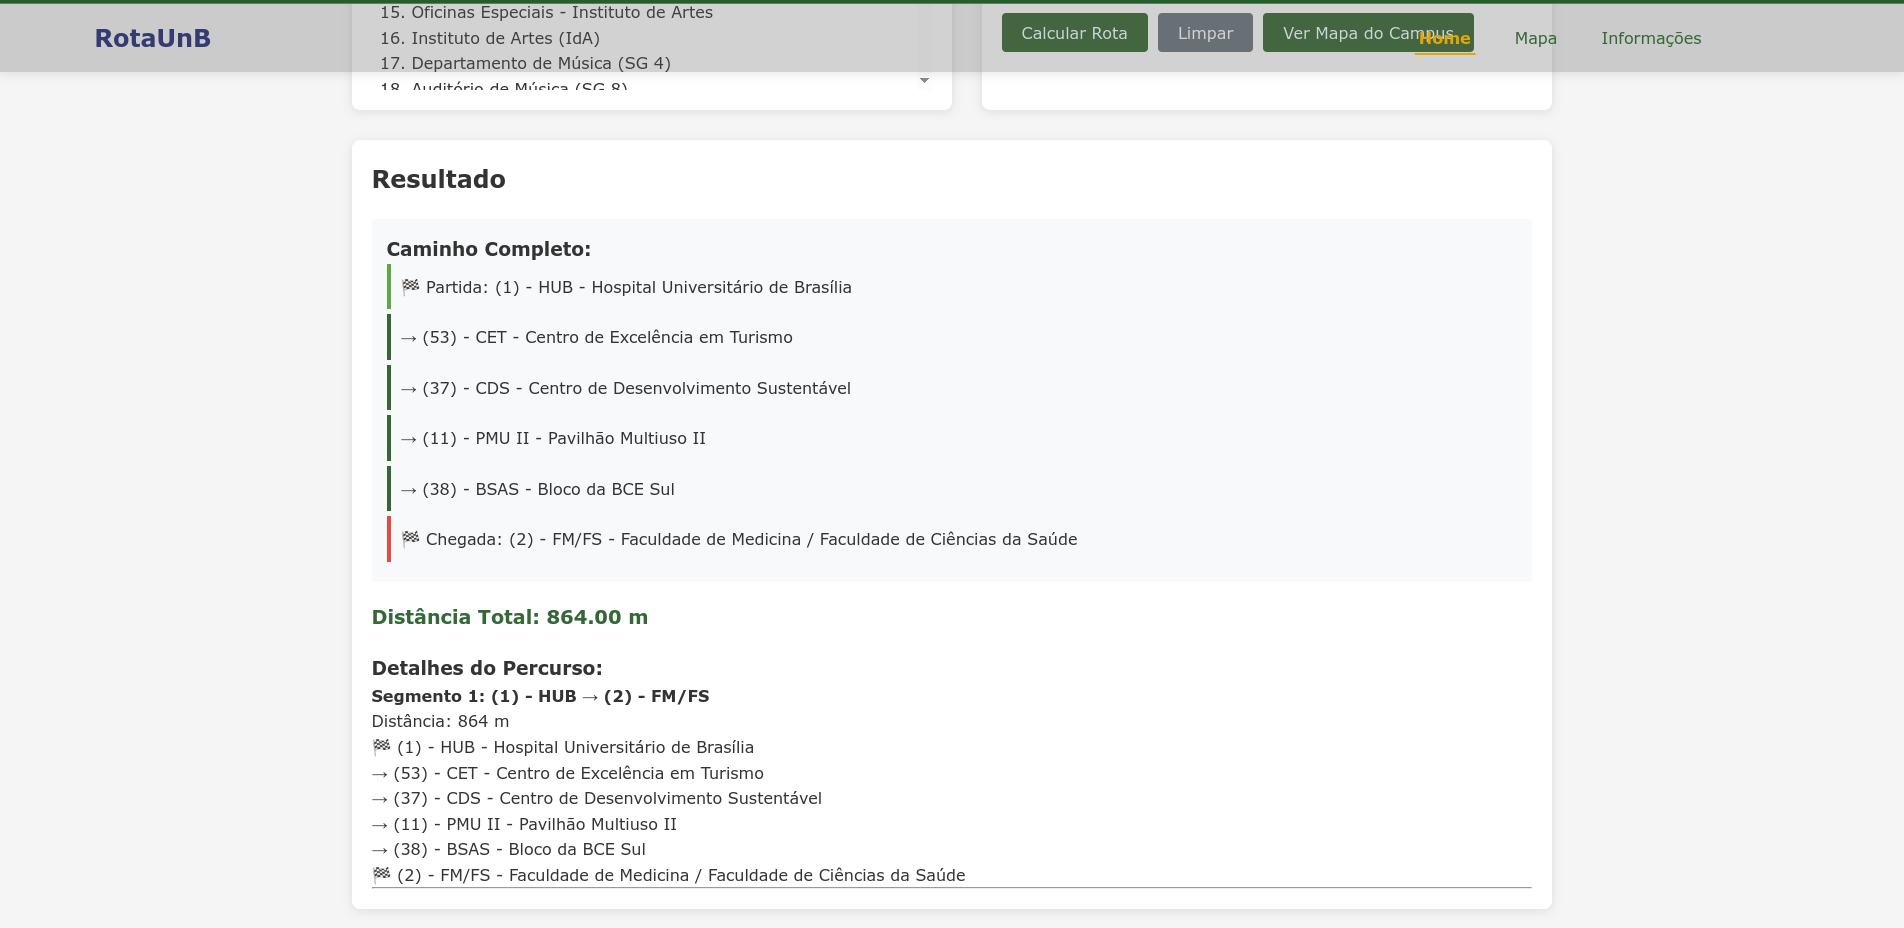 RotaUnB
Home
Mapa
Informações
15. Oficinas Especiais - Instituto de Artes
16. Instituto de Artes (IdA)
17. Departamento de Música (SG 4)
18. Auditório de Música (SG 8)
Calcular Rota
Limpar
Ver Mapa do Campus
Resultado
Caminho Completo:
🏁 Partida: (1) - HUB - Hospital Universitário de Brasília
→ (53) - CET - Centro de Excelência em Turismo
→ (37) - CDS - Centro de Desenvolvimento Sustentável
→ (11) - PMU II - Pavilhão Multiuso II
→ (38) - BSAS - Bloco da BCE Sul
🏁 Chegada: (2) - FM/FS - Faculdade de Medicina / Faculdade de Ciências da Saúde
Distância Total: 864.00 m
Detalhes do Percurso:
Segmento 1: (1) - HUB → (2) - FM/FS
Distância: 864 m
🏁 (1) - HUB - Hospital Universitário de Brasília
→ (53) - CET - Centro de Excelência em Turismo
→ (37) - CDS - Centro de Desenvolvimento Sustentável
→ (11) - PMU II - Pavilhão Multiuso II
→ (38) - BSAS - Bloco da BCE Sul
🏁 (2) - FM/FS - Faculdade de Medicina / Faculdade de Ciências da Saúde